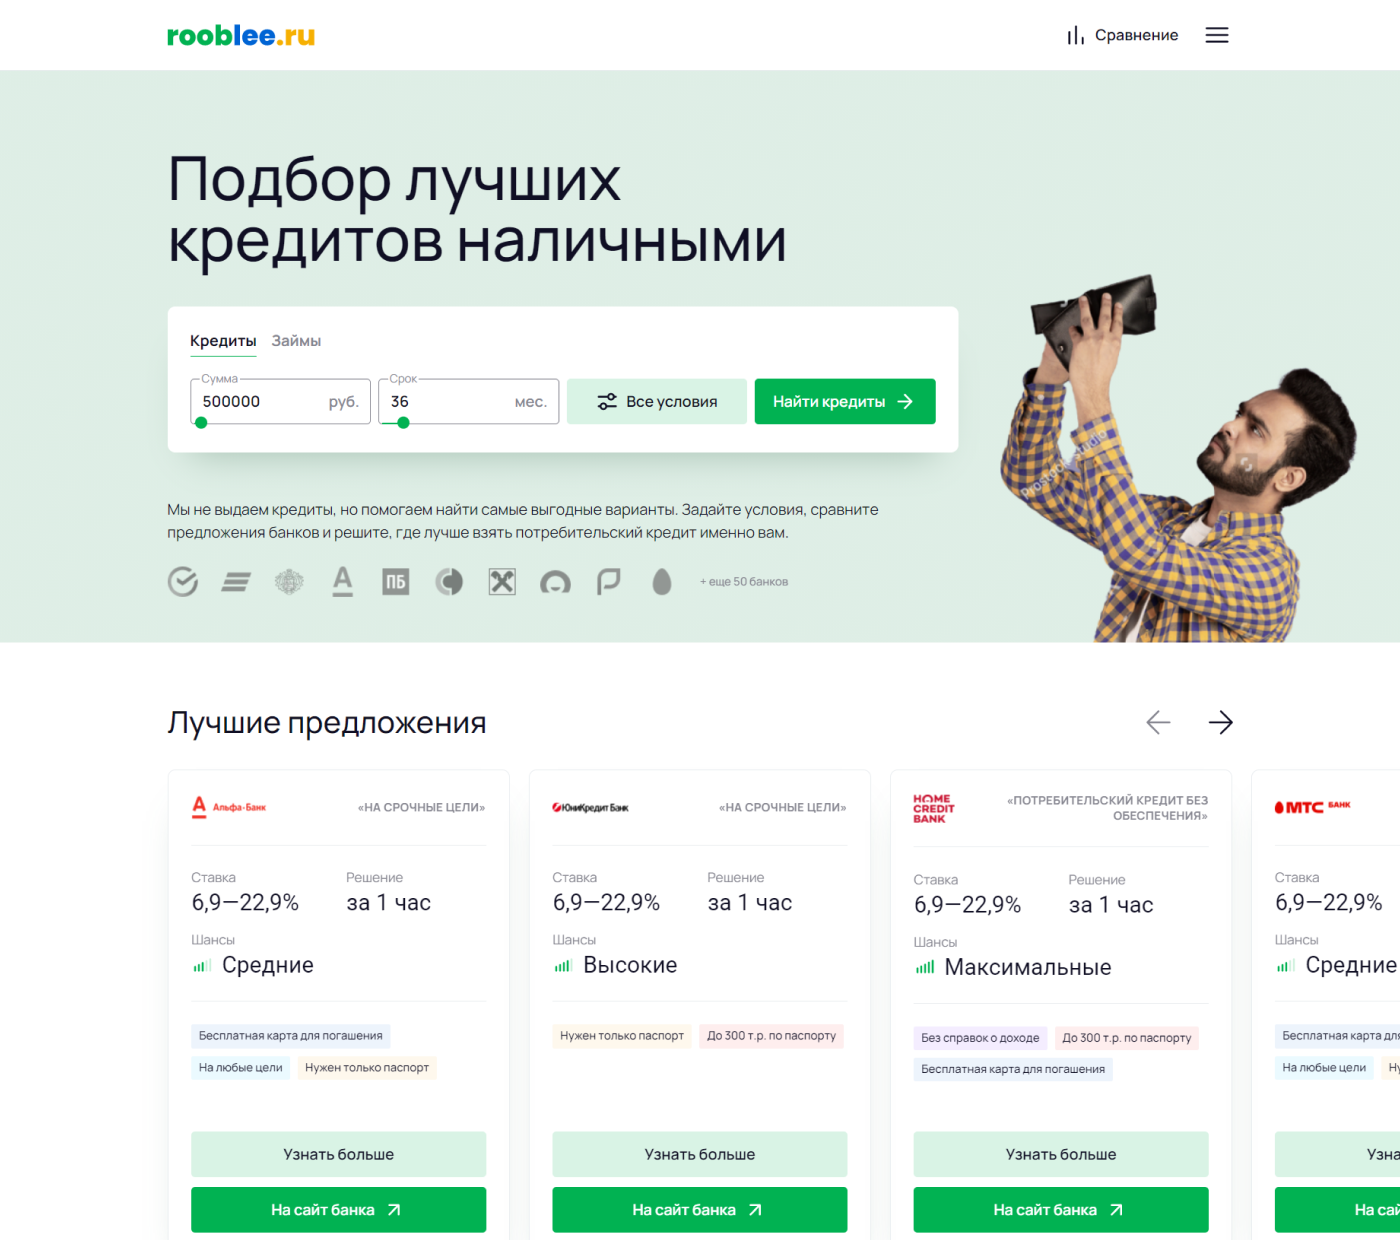 rooblee.ru
Сравнение
Подбор лучших
кредитов наличными
Кредиты Займы
Сумма
500000 руб.
Срок
36 мес.
Все условия
Найти кредиты
Мы не выдаем кредиты, но помогаем найти самые выгодные варианты. Задайте условия, сравните
предложения банков и решите, где лучше взять потребительский кредит именно вам.
А
ПБ
+ еще 50 банков
Лучшие предложения
Альфа·Банк
«НА СРОЧНЫЕ ЦЕЛИ»
Ставка Решение
6,9—22,9% за 1 час
Шансы
Средние
Бесплатная карта для погашения
На любые цели Нужен только паспорт
Узнать больше
На сайт банка
ЮниКредит Банк
«НА СРОЧНЫЕ ЦЕЛИ»
Ставка Решение
6,9—22,9% за 1 час
Шансы
Высокие
Нужен только паспорт До 300 т.р. по паспорту
Узнать больше
На сайт банка
HOME
CREDIT
BANK
«ПОТРЕБИТЕЛЬСКИЙ КРЕДИТ БЕЗ
ОБЕСПЕЧЕНИЯ»
Ставка Решение
6,9—22,9% за 1 час
Шансы
Максимальные
Без справок о доходе До 300 т.р. по паспорту
Бесплатная карта для погашения
Узнать больше
На сайт банка
МТС БАНК
Ставка
6,9—22,9%
Шансы
Средние
Бесплатная карта
На любые цели